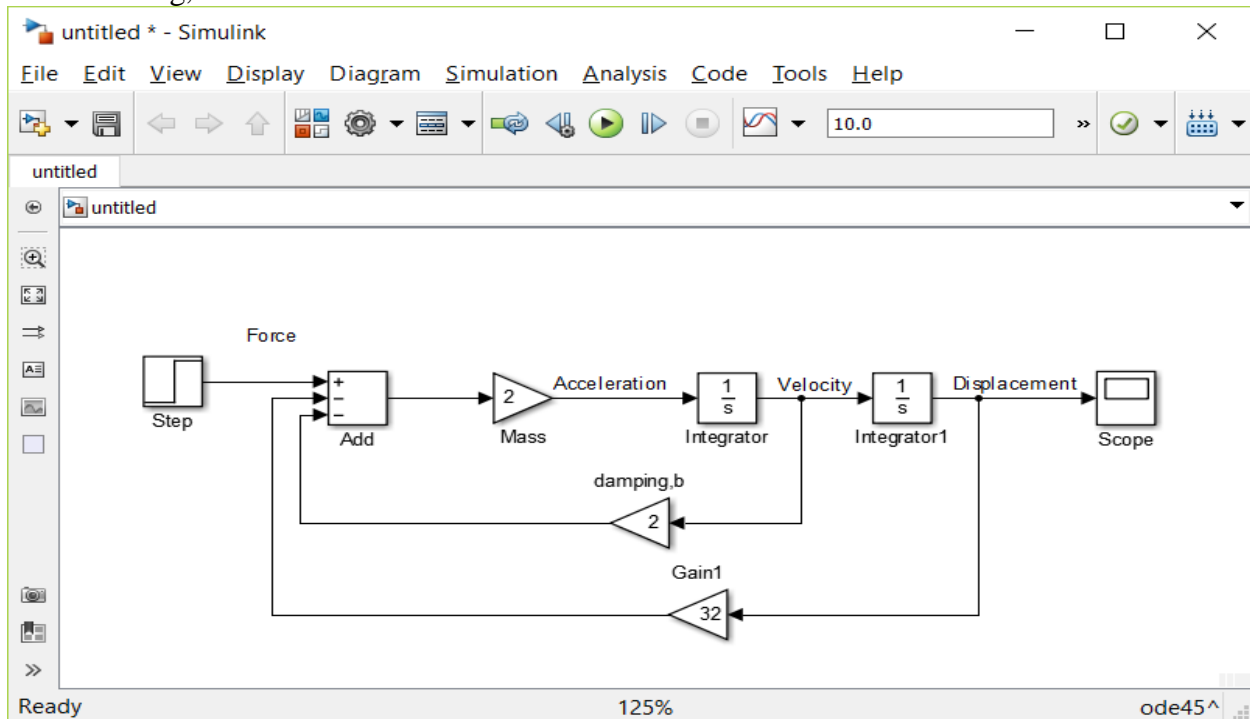 untitled * - Simulink
File Edit View Display Diagram Simulation Analysis Code Tools Help
10.0 »
untitled
untitled
Force
Acceleration Velocity Displacement
+
−
−
2
1
s
1
s
Step Add Mass Integrator Integrator1 Scope
damping,b
2
Gain1
32
»
Ready 125% ode45^